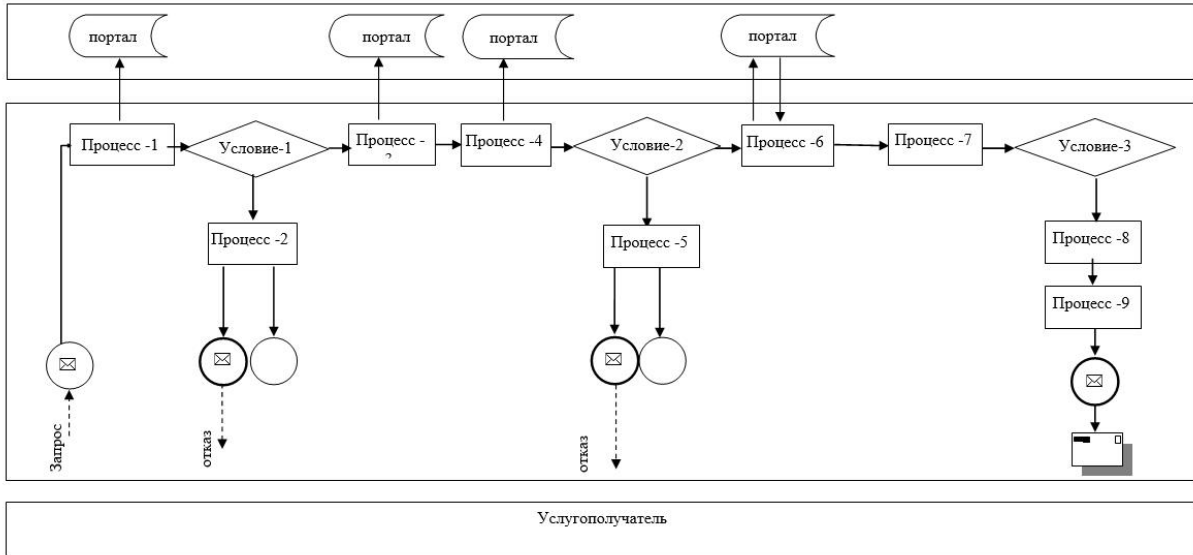 портал
портал
портал
портал
Процесс -1
Условие-1
Процесс -
Процесс -4
Условие-2
Процесс -6
Процесс -7
Условие-3
Процесс -2
Процесс -5
Процесс -8
Процесс -9
Запрос
отказ
отказ
Услугополучатель